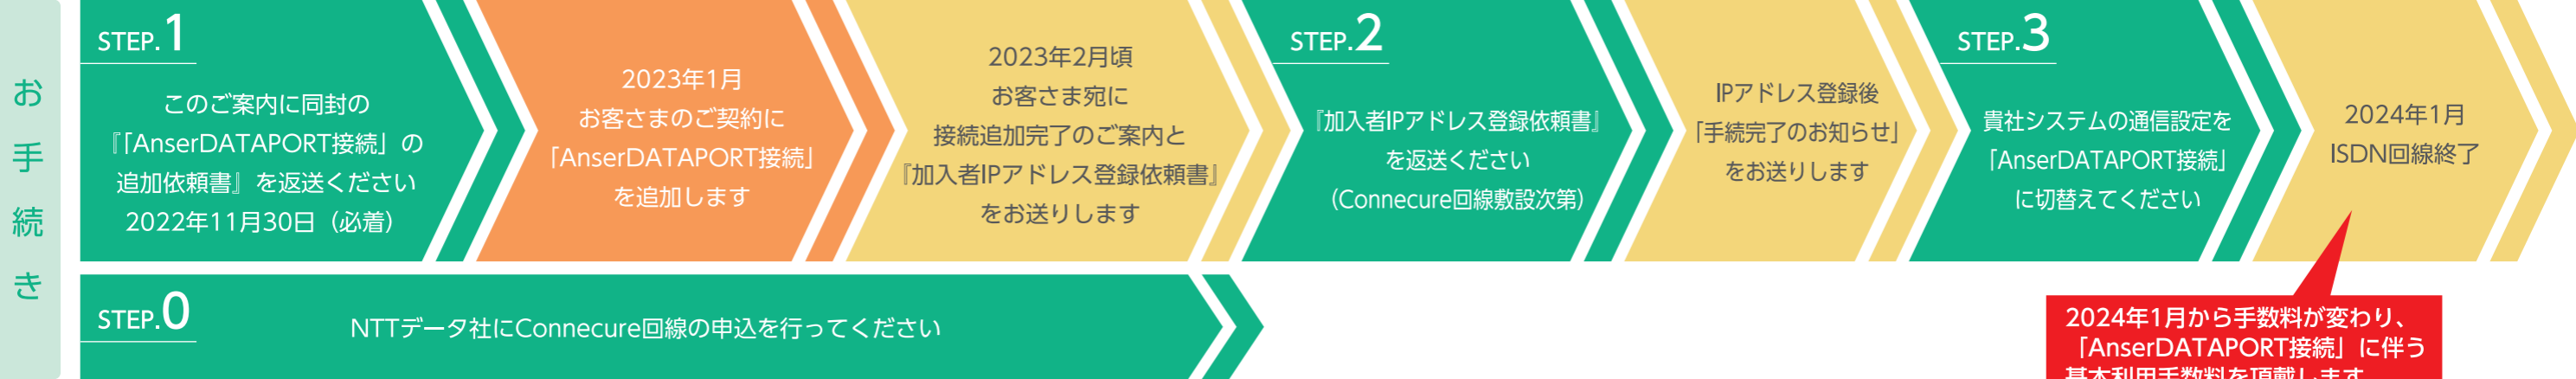 お手続き
STEP.1
このご案内に同封の
『「AnserDATAPORT接続」の
追加依頼書』を返送ください
2022年11月30日（必着）
2023年1月
お客さまのご契約に
「AnserDATAPORT接続」
を追加します
2023年2月頃
お客さま宛に
接続追加完了のご案内と
『加入者IPアドレス登録依頼書』
をお送りします
STEP.2
『加入者IPアドレス登録依頼書』
を返送ください
（Connecure回線敷設次第）
IPアドレス登録後
「手続完了のお知らせ」
をお送りします
STEP.3
貴社システムの通信設定を
「AnserDATAPORT接続」
に切替えてください
2024年1月
ISDN回線終了
STEP.0
NTTデータ社にConnecure回線の申込を行ってください
2024年1月から手数料が変わり、
「AnserDATAPORT接続」に伴う
基本利用手数料を頂戴します